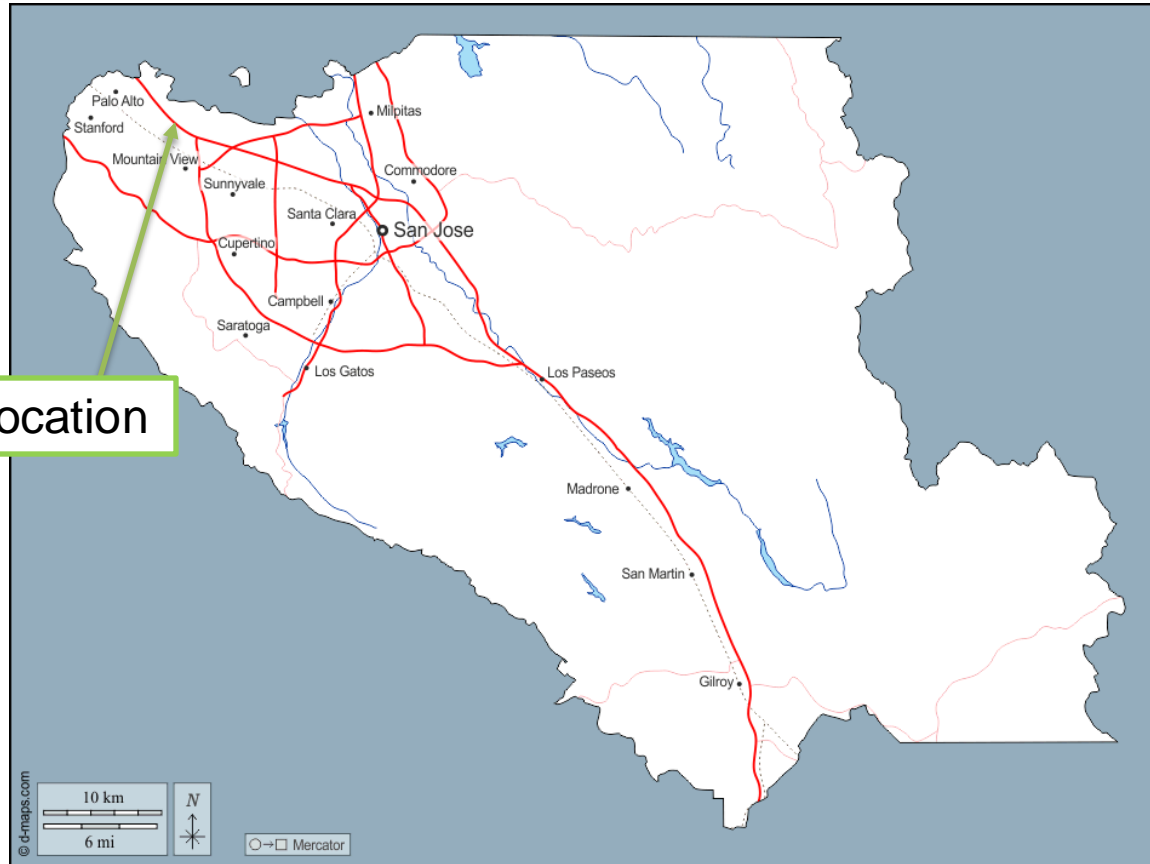 Palo Alto
Stanford
Milpitas
Mountain View
Sunnyvale
Commodore
Santa Clara
San Jose
Cupertino
Campbell
Saratoga
Los Gatos
Los Paseos
ocation
Madrone
San Martin
Gilroy
10 km
6 mi
N
Mercator
© d-maps.com